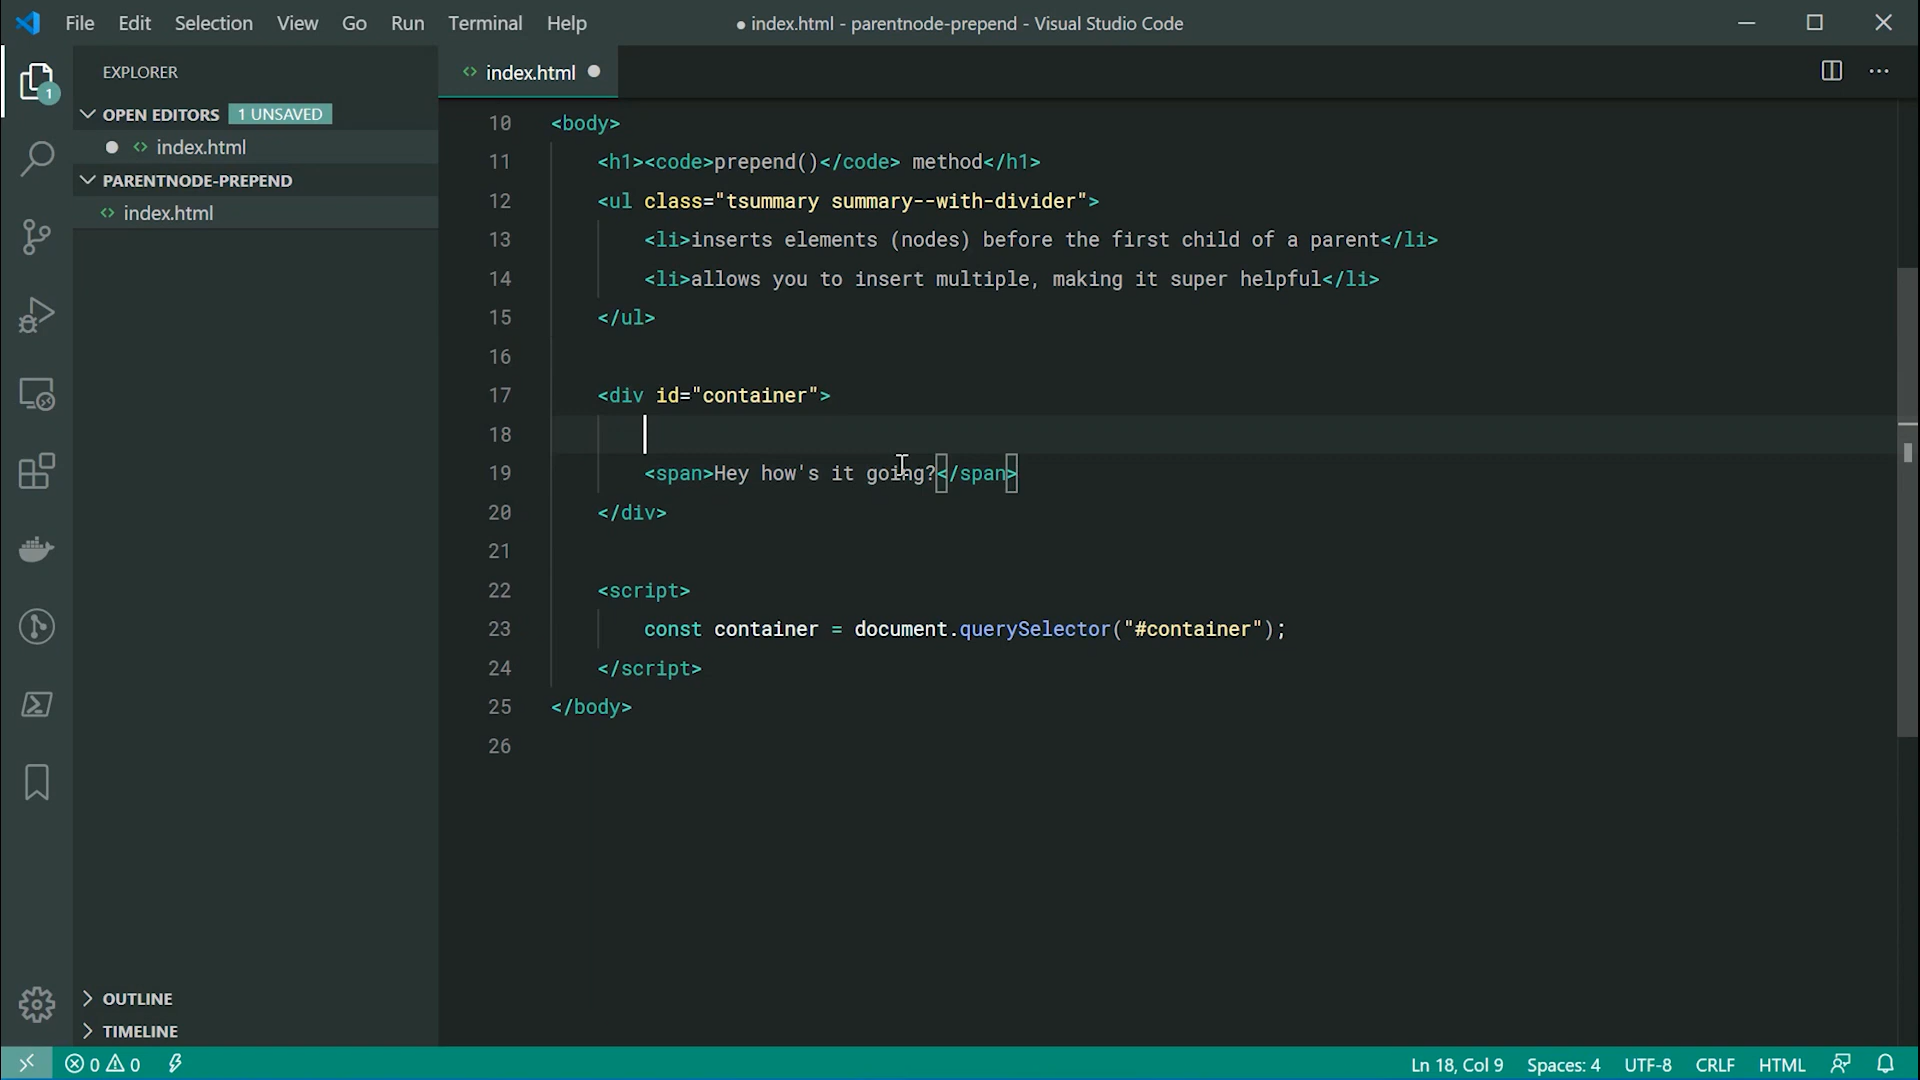 File Edit Selection View Go Run Terminal Help
● index.html - parentnode-prepend - Visual Studio Code
EXPLORER
1
OPEN EDITORS 1 UNSAVED
index.html
PARENTNODE-PREPEND
index.html
OUTLINE
TIMELINE
index.html
10 <body>
11 <h1><code>prepend()</code> method</h1>
12 <ul class="tsummary summary--with-divider">
13 <li>inserts elements (nodes) before the first child of a parent</li>
14 <li>allows you to insert multiple, making it super helpful</li>
15 </ul>
16
17 <div id="container">
18
19 <span>Hey how's it going?</span>
20 </div>
21
22 <script>
23 const container = document.querySelector("#container");
24 </script>
25 </body>
26
0 0
Ln 18, Col 9 Spaces: 4 UTF-8 CRLF HTML